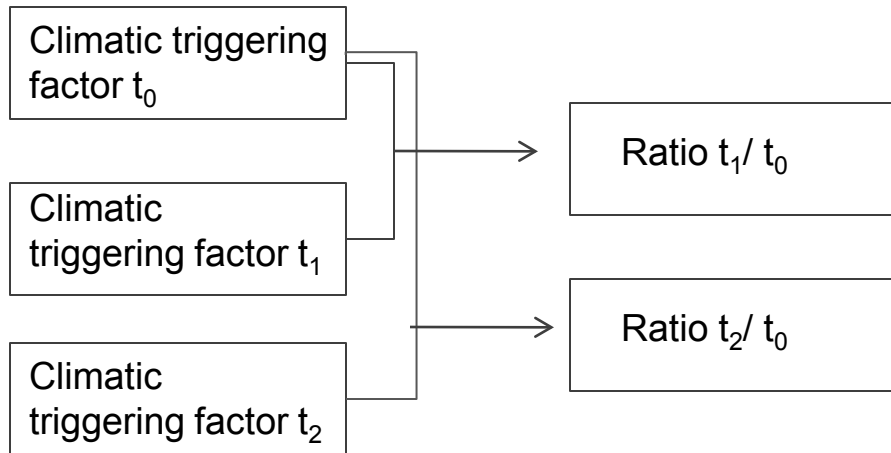 Climatic triggering
factor t₀
Climatic
triggering factor t₁
Climatic
triggering factor t₂
Ratio t₁/ t₀
Ratio t₂/ t₀